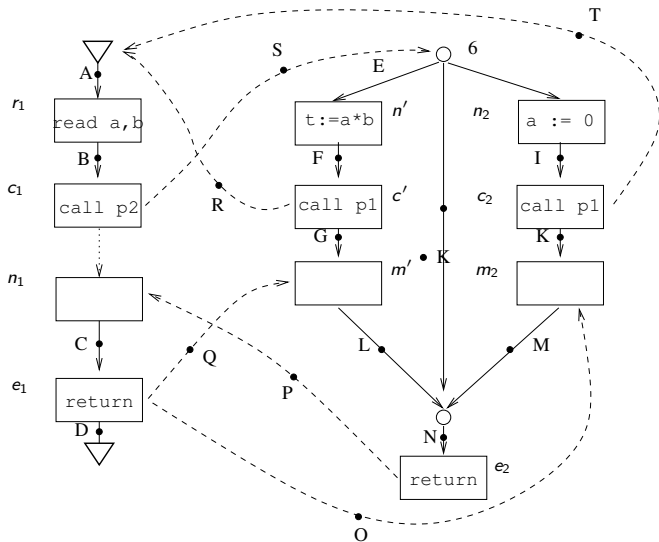 T
S
6
E
A
r1
read a,b
t:=a*b
n′
n2
a := 0
B
F
I
c1
call p2
R
call p1
c′
c2
call p1
G
K
K
n1
m′
m2
C
Q
L
M
P
e1
return
D
N
return
e2
O